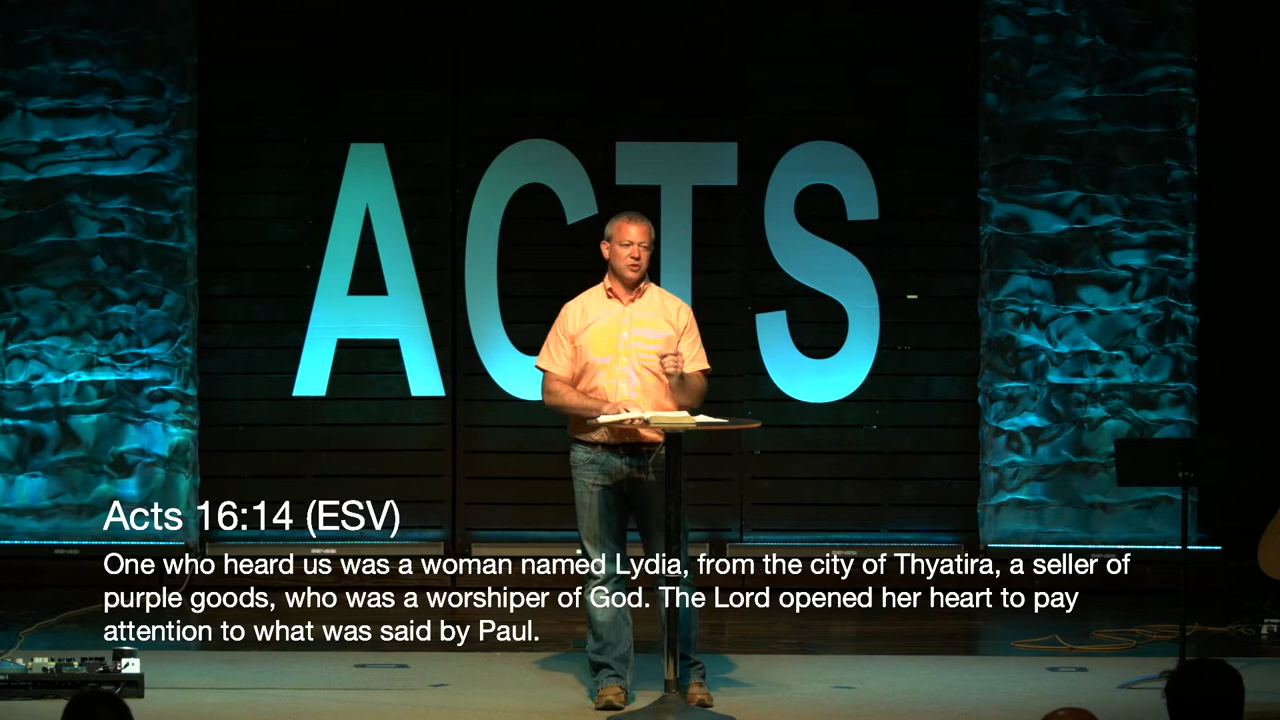 ACTS
Acts 16:14 (ESV)
One who heard us was a woman named Lydia, from the city of Thyatira, a seller of
purple goods, who was a worshiper of God. The Lord opened her heart to pay
attention to what was said by Paul.